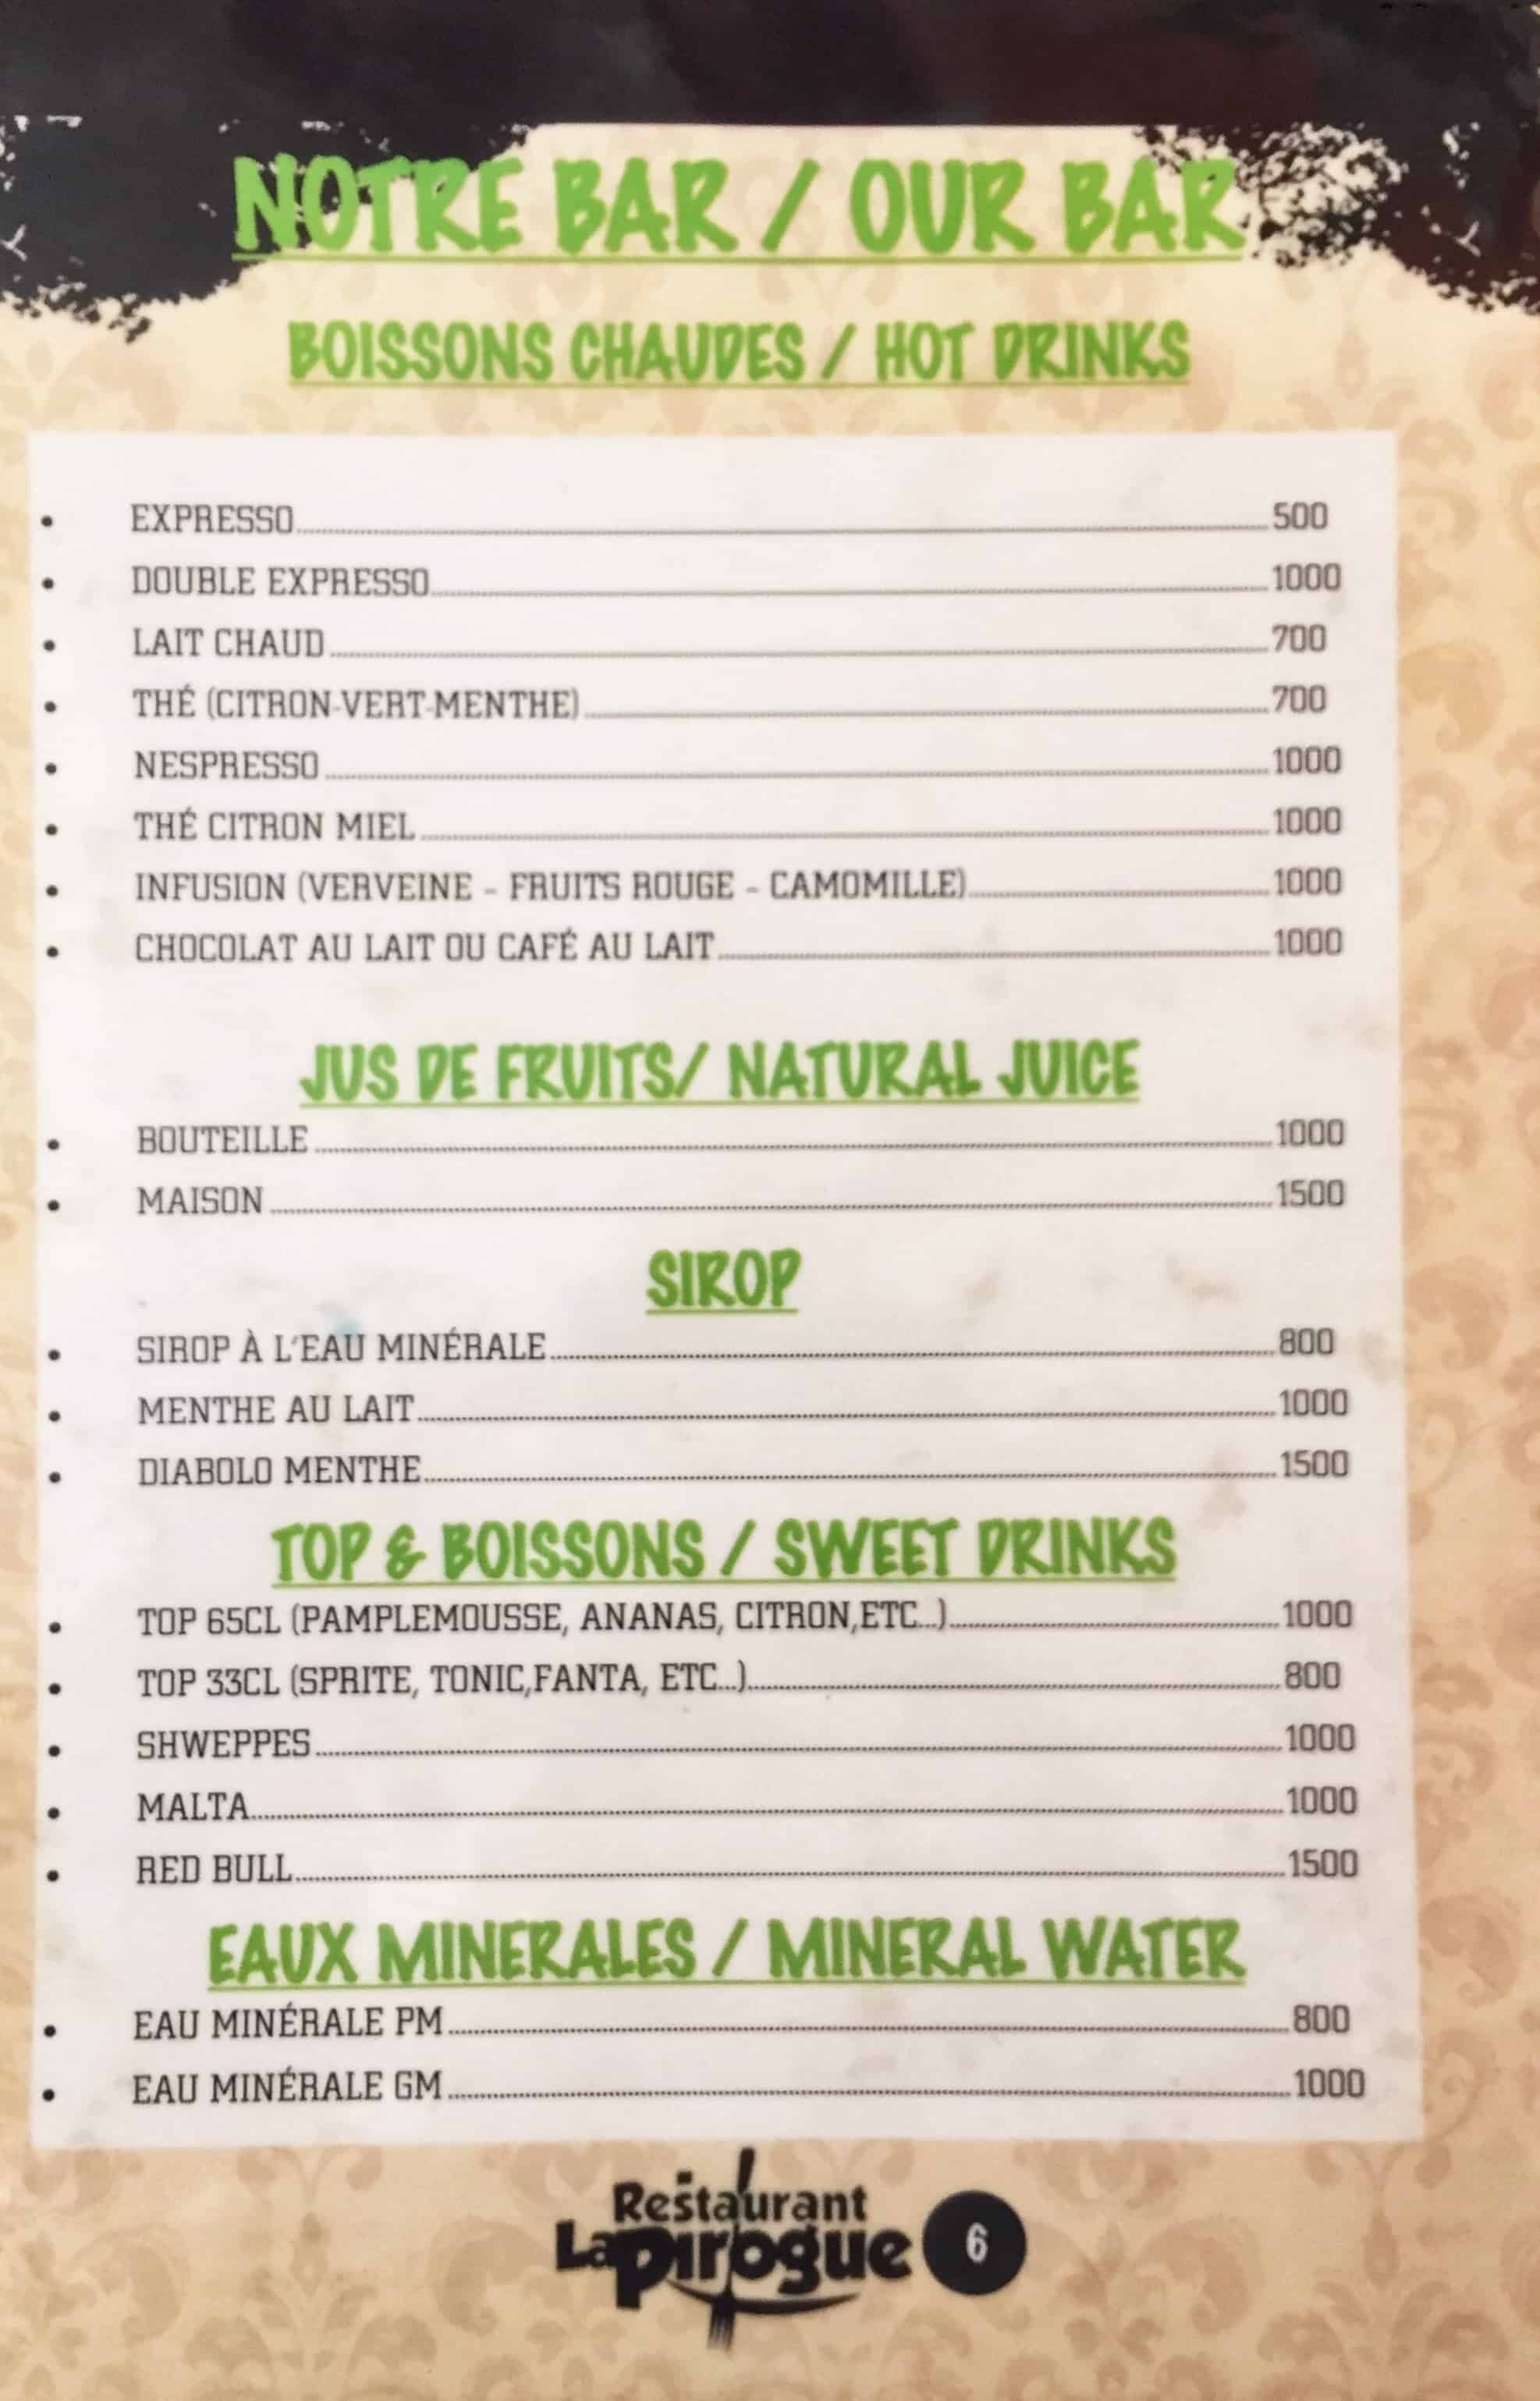 NOTRE BAR / OUR BAR
BOISSONS CHAUDES / HOT DRINKS
• EXPRESSO 500
• DOUBLE EXPRESSO 1000
• LAIT CHAUD 700
• THÉ (CITRON-VERT-MENTHE) 700
• NESPRESSO 1000
• THÉ CITRON MIEL 1000
• INFUSION (VERVEINE - FRUITS ROUGE - CAMOMILLE) 1000
• CHOCOLAT AU LAIT OU CAFÉ AU LAIT 1000
JUS DE FRUITS/ NATURAL JUICE
• BOUTEILLE 1000
• MAISON 1500
SIROP
• SIROP À L'EAU MINÉRALE 800
• MENTHE AU LAIT 1000
• DIABOLO MENTHE 1500
TOP & BOISSONS / SWEET DRINKS
• TOP 65CL (PAMPLEMOUSSE, ANANAS, CITRON,ETC...) 1000
• TOP 33CL (SPRITE, TONIC,FANTA, ETC...) 800
• SHWEPPES 1000
• MALTA 1000
• RED BULL 1500
EAUX MINERALES / MINERAL WATER
• EAU MINÉRALE PM 800
• EAU MINÉRALE GM 1000
Restaurant
La pirogue 6